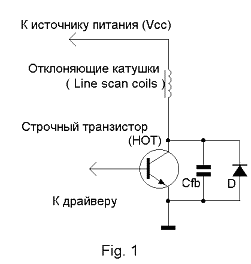 К источнику питания (Vcc)
Отклоняющие катушки
( Line scan coils )
Строчный транзистор
(HOT)
Cfb
D
К драйверу
Fig. 1